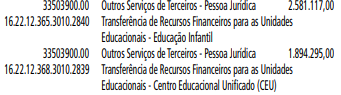 33503900.00 Outros Serviços de Terceiros - Pessoa Jurídica 2.581.117,00
16.22.12.365.3010.2840 Transferência de Recursos Financeiros para as Unidades
Educacionais - Educação Infantil
33503900.00 Outros Serviços de Terceiros - Pessoa Jurídica 1.894.295,00
16.22.12.368.3010.2839 Transferência de Recursos Financeiros para as Unidades
Educacionais - Centro Educacional Unificado (CEU)